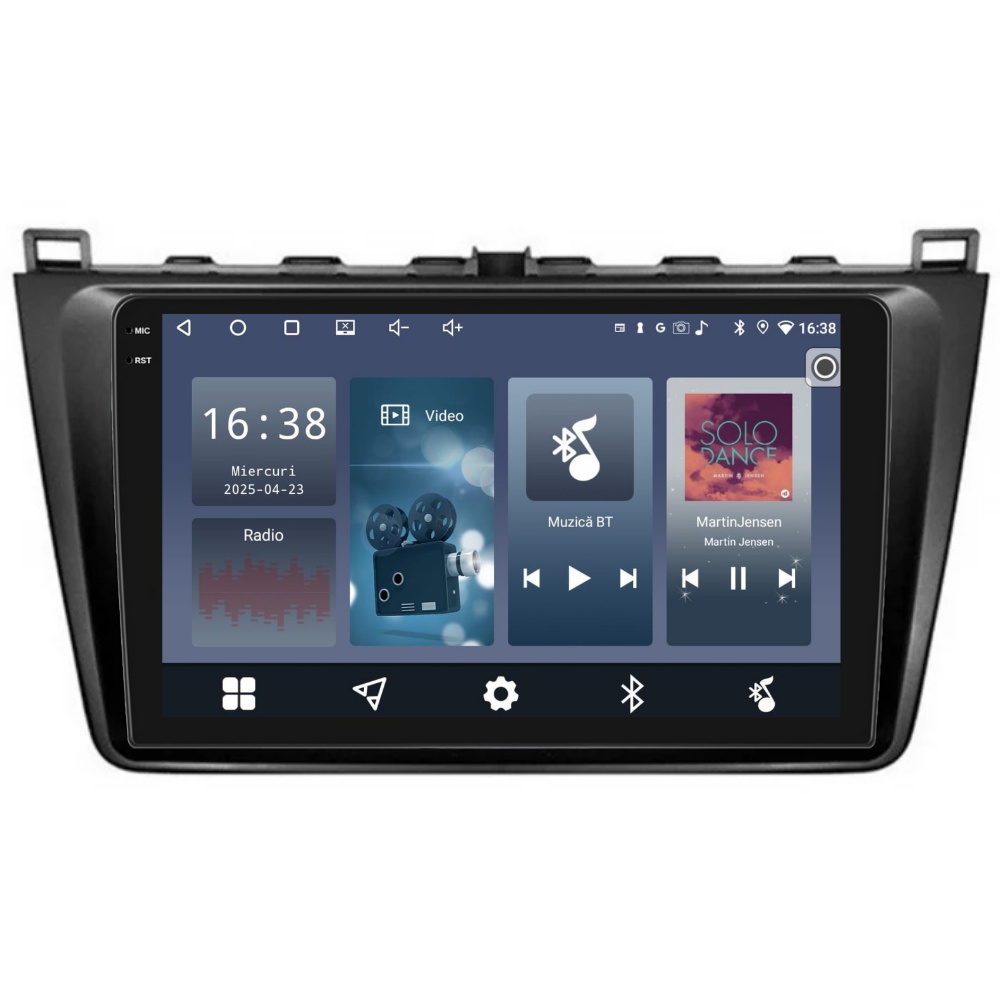 MIC
RST
16:38
16:38
Miercuri
2025-04-23
Radio
Video
Muzică BT
SOLO
DANCE
MARTIN JENSEN
MartinJensen
Martin Jensen